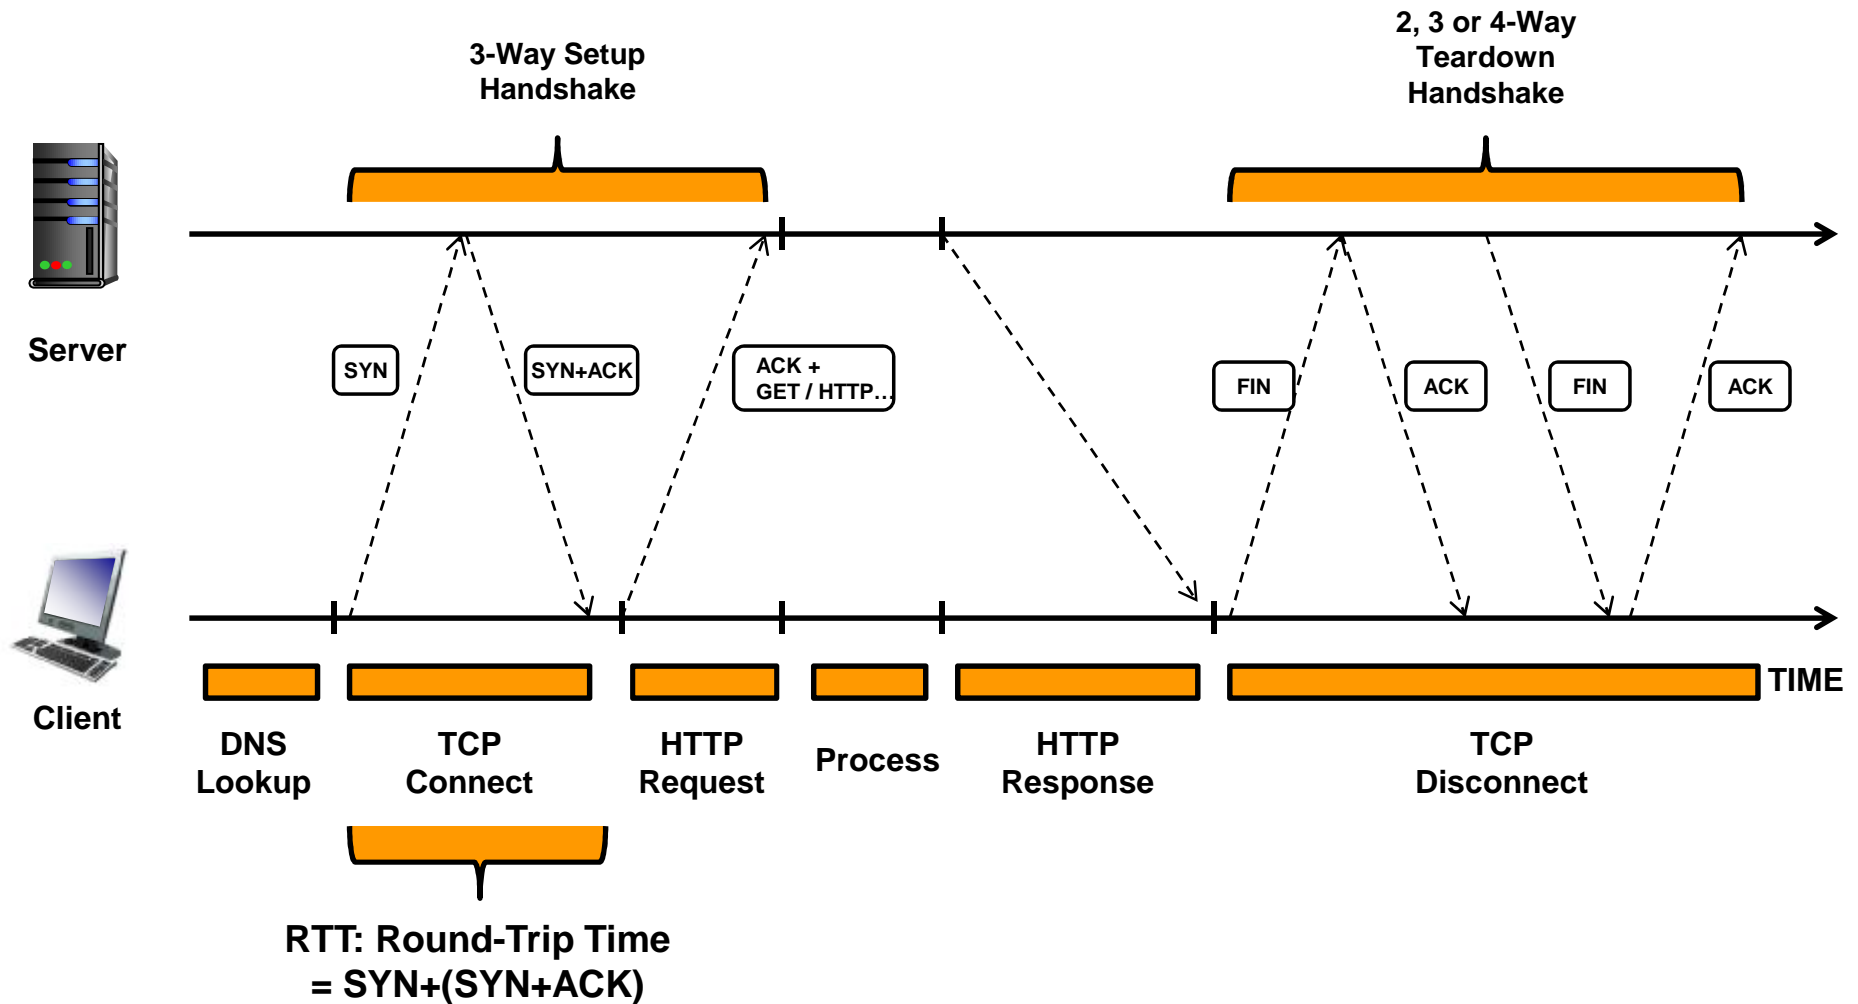 2, 3 or 4-Way
Teardown
Handshake
3-Way Setup
Handshake
Server
SYN
SYN+ACK
ACK +
GET / HTTP…
FIN
ACK
FIN
ACK
Client
TIME
DNS
Lookup
TCP
Connect
HTTP
Request
Process
HTTP
Response
TCP
Disconnect
RTT: Round-Trip Time
= SYN+(SYN+ACK)